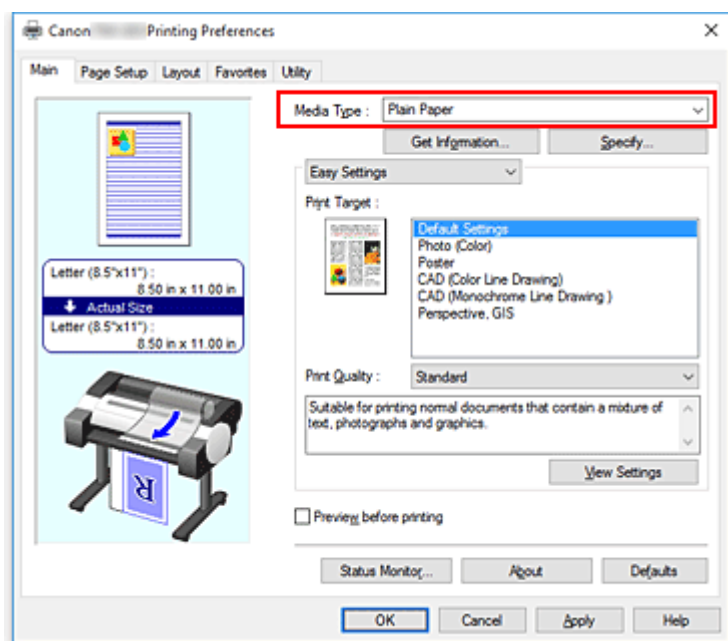 Canon Printing Preferences
Main Page Setup Layout Favorites Utility
Media Type : Plain Paper
Get Information... Specify...
Easy Settings
Print Target :
Default Settings
Photo (Color)
Poster
CAD (Color Line Drawing)
CAD (Monochrome Line Drawing )
Perspective, GIS
Letter (8.5"x11") :
8.50 in x 11.00 in
Actual Size
Letter (8.5"x11") :
8.50 in x 11.00 in
R
Print Quality : Standard
Suitable for printing normal documents that contain a mixture of
text, photographs and graphics.
View Settings
Preview before printing
Status Monitor... About Defaults
OK Cancel Apply Help